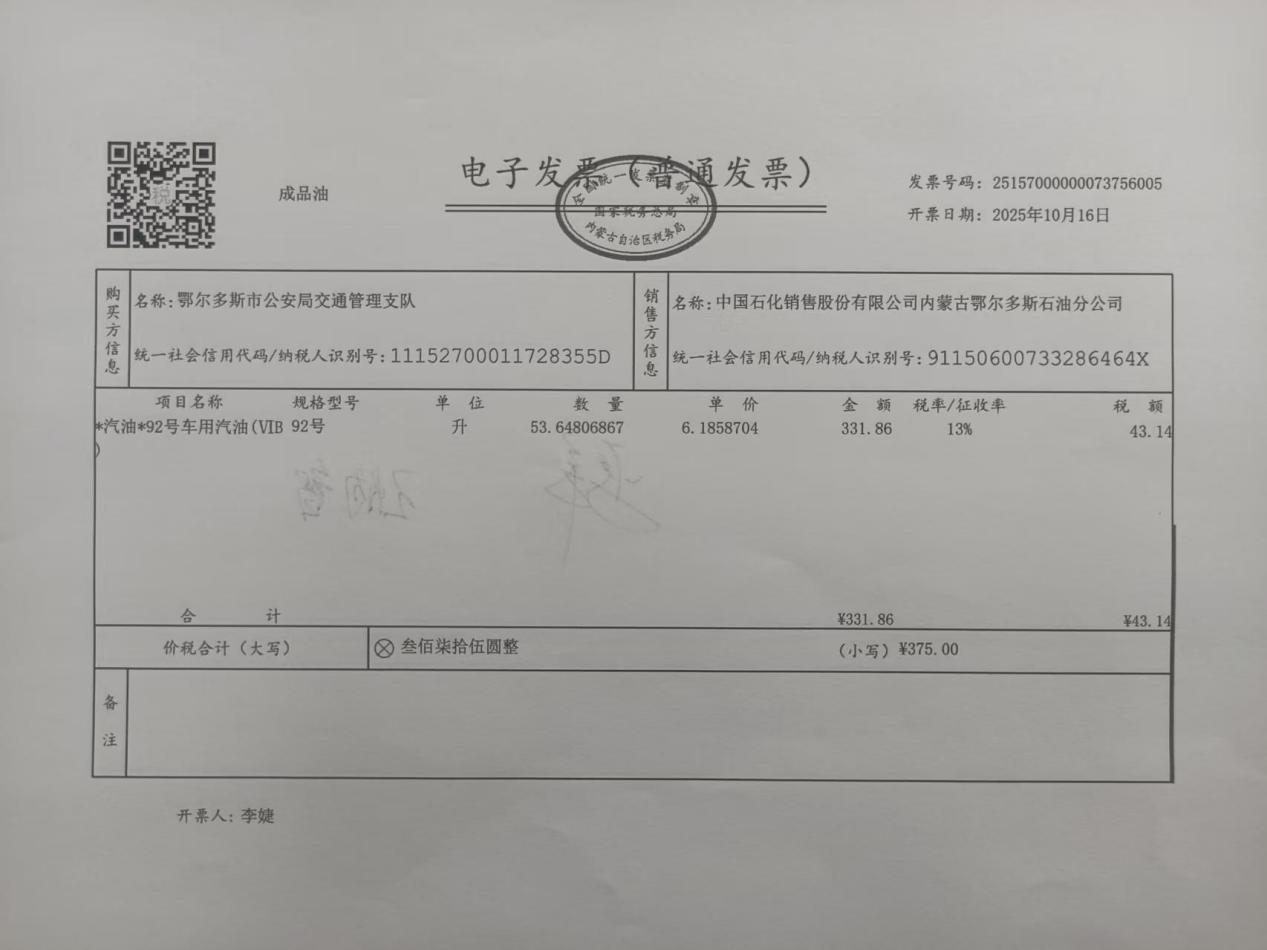 电子发票（普通发票）
全国统一发票监制章
国家税务总局
内蒙古自治区税务局
税
成品油
发票号码：25157000000073756005
开票日期：2025年10月16日
购买方信息
名称：鄂尔多斯市公安局交通管理支队
统一社会信用代码/纳税人识别号：11152700011728355D
销售方信息
名称：中国石化销售股份有限公司内蒙古鄂尔多斯石油分公司
统一社会信用代码/纳税人识别号：91150600733286464X
项目名称 规格型号 单 位 数 量 单 价 金 额 税率/征收率 税 额
*汽油*92号车用汽油(VIB 92号 升 53.64806867 6.1858704 331.86 13% 43.14
)
合 计 ¥331.86 ¥43.14
价税合计（大写） ⊗ 叁佰柒拾伍圆整 （小写）¥375.00
备注
开票人：李婕